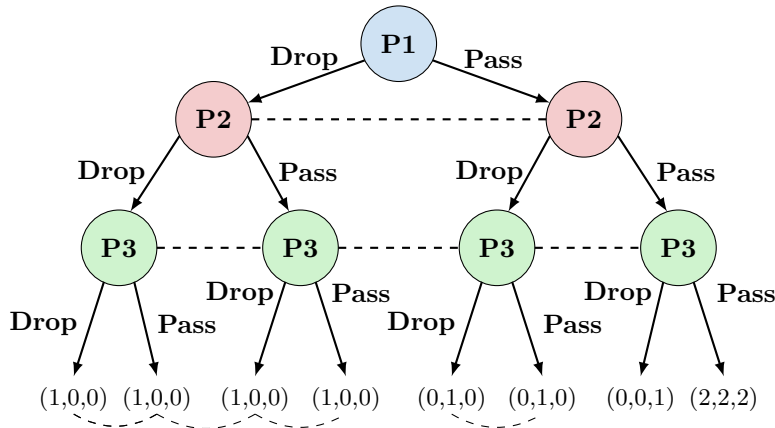 P1
Drop
Pass
P2
P2
Drop
Pass
Drop
Pass
P3
P3
P3
P3
Drop
Pass
Drop
Pass
Drop
Pass
Drop
Pass
(1,0,0)
(1,0,0)
(1,0,0)
(1,0,0)
(0,1,0)
(0,1,0)
(0,0,1)
(2,2,2)